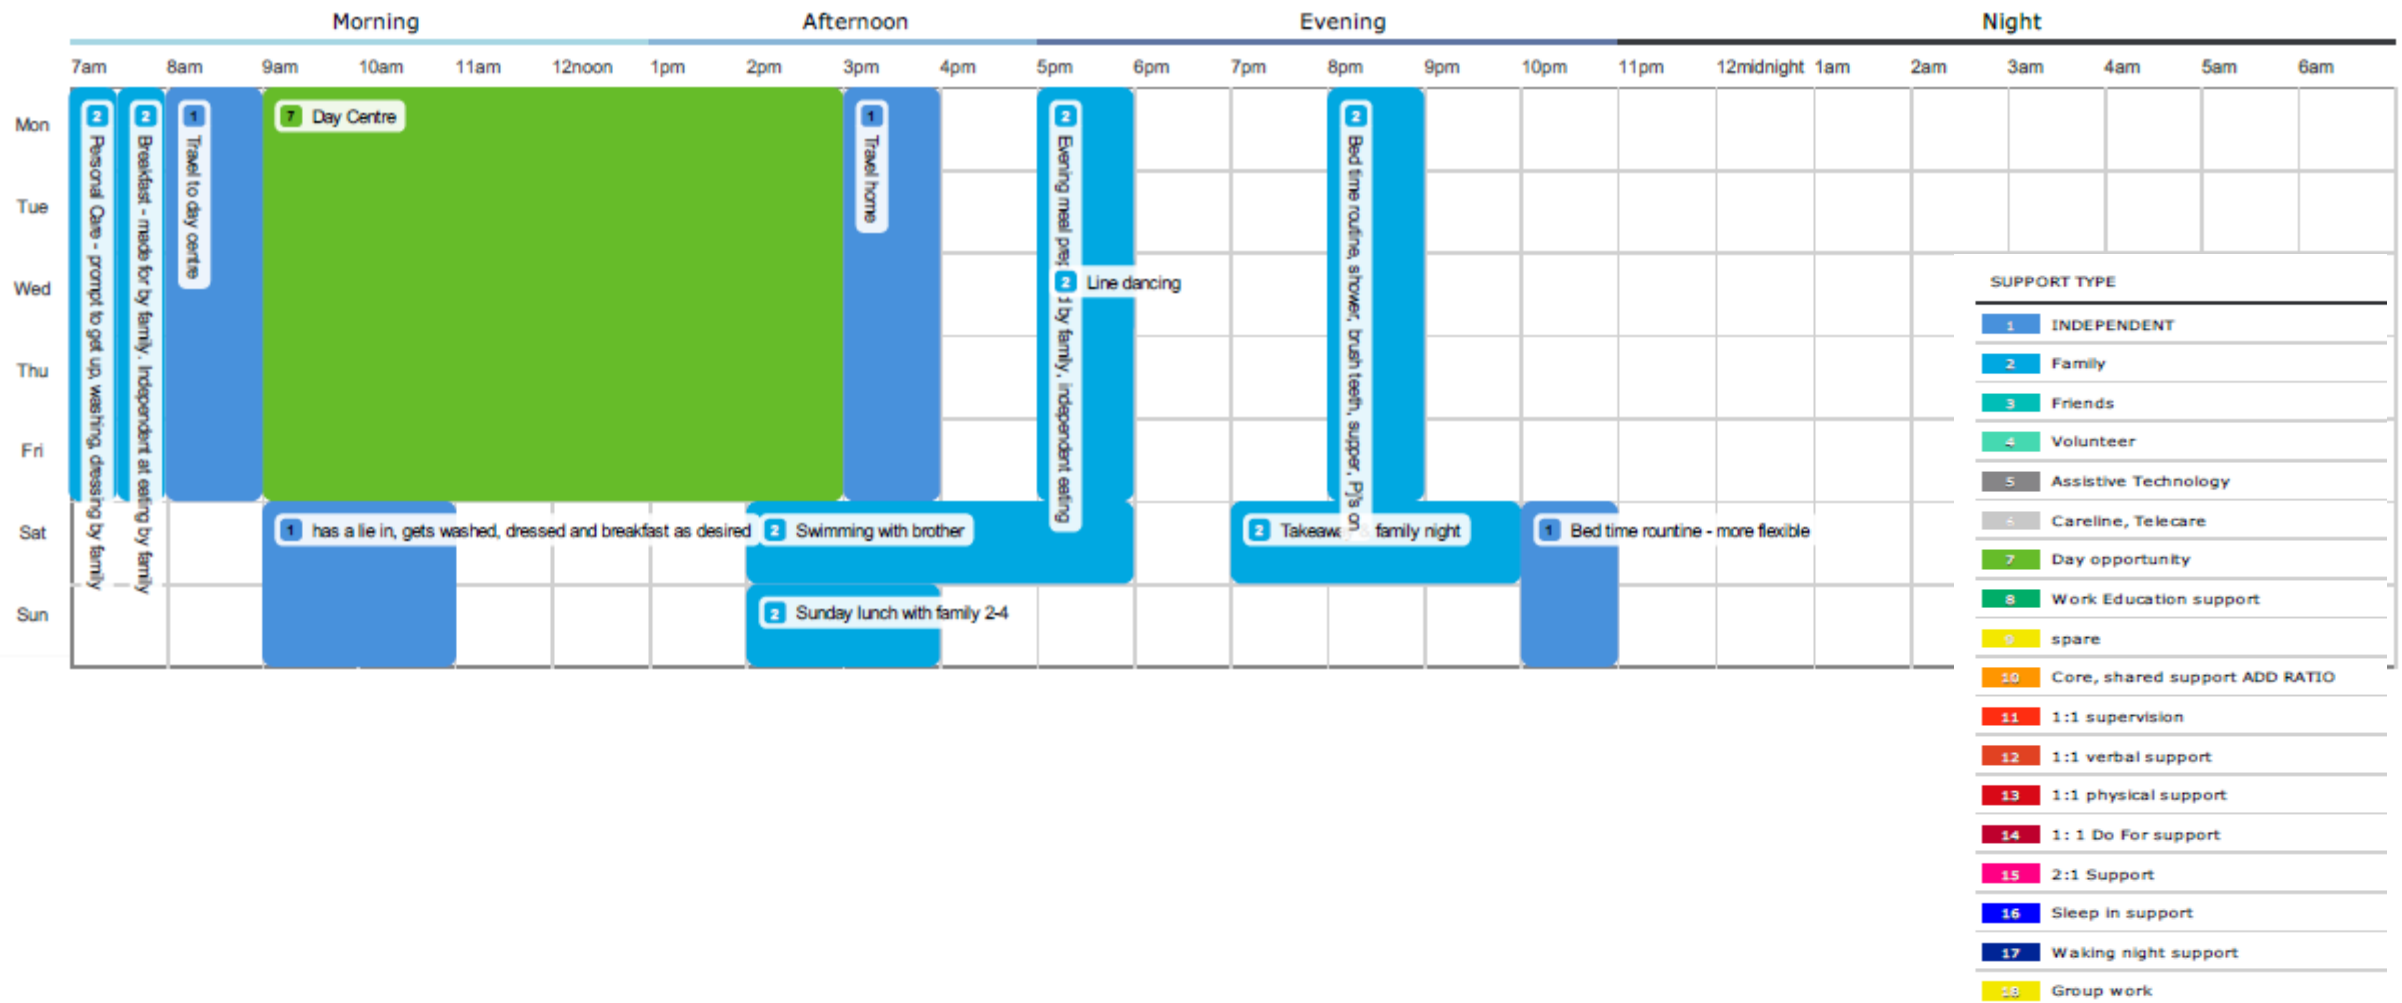 Morning Afternoon Evening Night
7am 8am 9am 10am 11am 12noon 1pm 2pm 3pm 4pm 5pm 6pm 7pm 8pm 9pm 10pm 11pm 12midnight 1am 2am 3am 4am 5am 6am
Mon
Tue
Wed
Thu
Fri
Sat
Sun
2 Personal Care - prompt to get up, washing, dressing by family
2 Breakfast - made for by family. Independent at eating by family
1 Travel to day centre
7 Day Centre
1 Travel home
2 Evening meal prep d by family, independent eating
2 Line dancing
2 Bed time routine, shower, brush teeth, supper, Pj's on
1 has a lie in, gets washed, dressed and breakfast as desired
2 Swimming with brother
2 Takeaway & family night
1 Bed time rountine - more flexible
2 Sunday lunch with family 2-4
SUPPORT TYPE
1 INDEPENDENT
2 Family
3 Friends
4 Volunteer
5 Assistive Technology
6 Careline, Telecare
7 Day opportunity
8 Work Education support
9 spare
10 Core, shared support ADD RATIO
11 1:1 supervision
12 1:1 verbal support
13 1:1 physical support
14 1: 1 Do For support
15 2:1 Support
16 Sleep in support
17 Waking night support
18 Group work